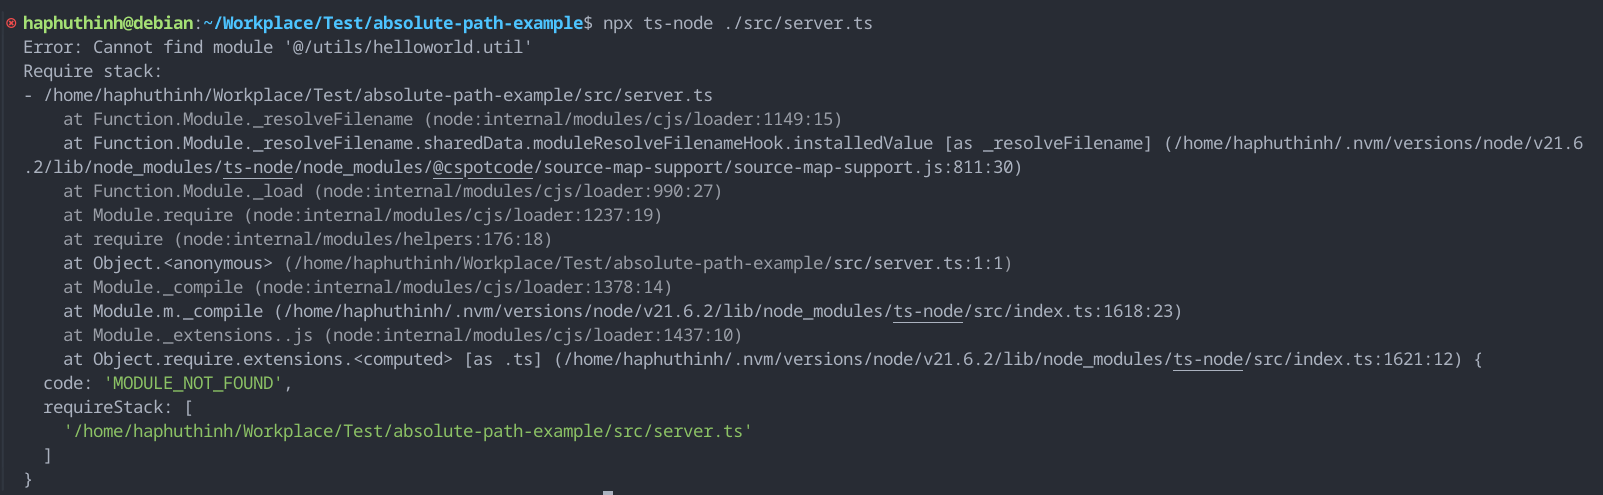 haphuthinh@debian:~/Workplace/Test/absolute-path-example$ npx ts-node ./src/server.ts
Error: Cannot find module '@/utils/helloworld.util'
Require stack:
- /home/haphuthinh/Workplace/Test/absolute-path-example/src/server.ts
    at Function.Module._resolveFilename (node:internal/modules/cjs/loader:1149:15)
    at Function.Module._resolveFilename.sharedData.moduleResolveFilenameHook.installedValue [as _resolveFilename] (/home/haphuthinh/.nvm/versions/node/v21.6
.2/lib/node_modules/ts-node/node_modules/@cspotcode/source-map-support/source-map-support.js:811:30)
    at Function.Module._load (node:internal/modules/cjs/loader:990:27)
    at Module.require (node:internal/modules/cjs/loader:1237:19)
    at require (node:internal/modules/helpers:176:18)
    at Object.<anonymous> (/home/haphuthinh/Workplace/Test/absolute-path-example/src/server.ts:1:1)
    at Module._compile (node:internal/modules/cjs/loader:1378:14)
    at Module.m._compile (/home/haphuthinh/.nvm/versions/node/v21.6.2/lib/node_modules/ts-node/src/index.ts:1618:23)
    at Module._extensions..js (node:internal/modules/cjs/loader:1437:10)
    at Object.require.extensions.<computed> [as .ts] (/home/haphuthinh/.nvm/versions/node/v21.6.2/lib/node_modules/ts-node/src/index.ts:1621:12) {
  code: 'MODULE_NOT_FOUND',
  requireStack: [
    '/home/haphuthinh/Workplace/Test/absolute-path-example/src/server.ts'
  ]
}